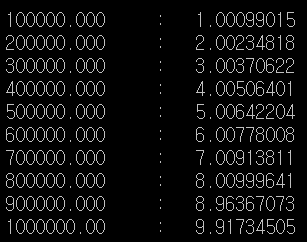 100000.000 : 1.00099015
200000.000 : 2.00234818
300000.000 : 3.00370622
400000.000 : 4.00506401
500000.000 : 5.00642204
600000.000 : 6.00778008
700000.000 : 7.00913811
800000.000 : 8.00999641
900000.000 : 8.96367073
1000000.00 : 9.91734505